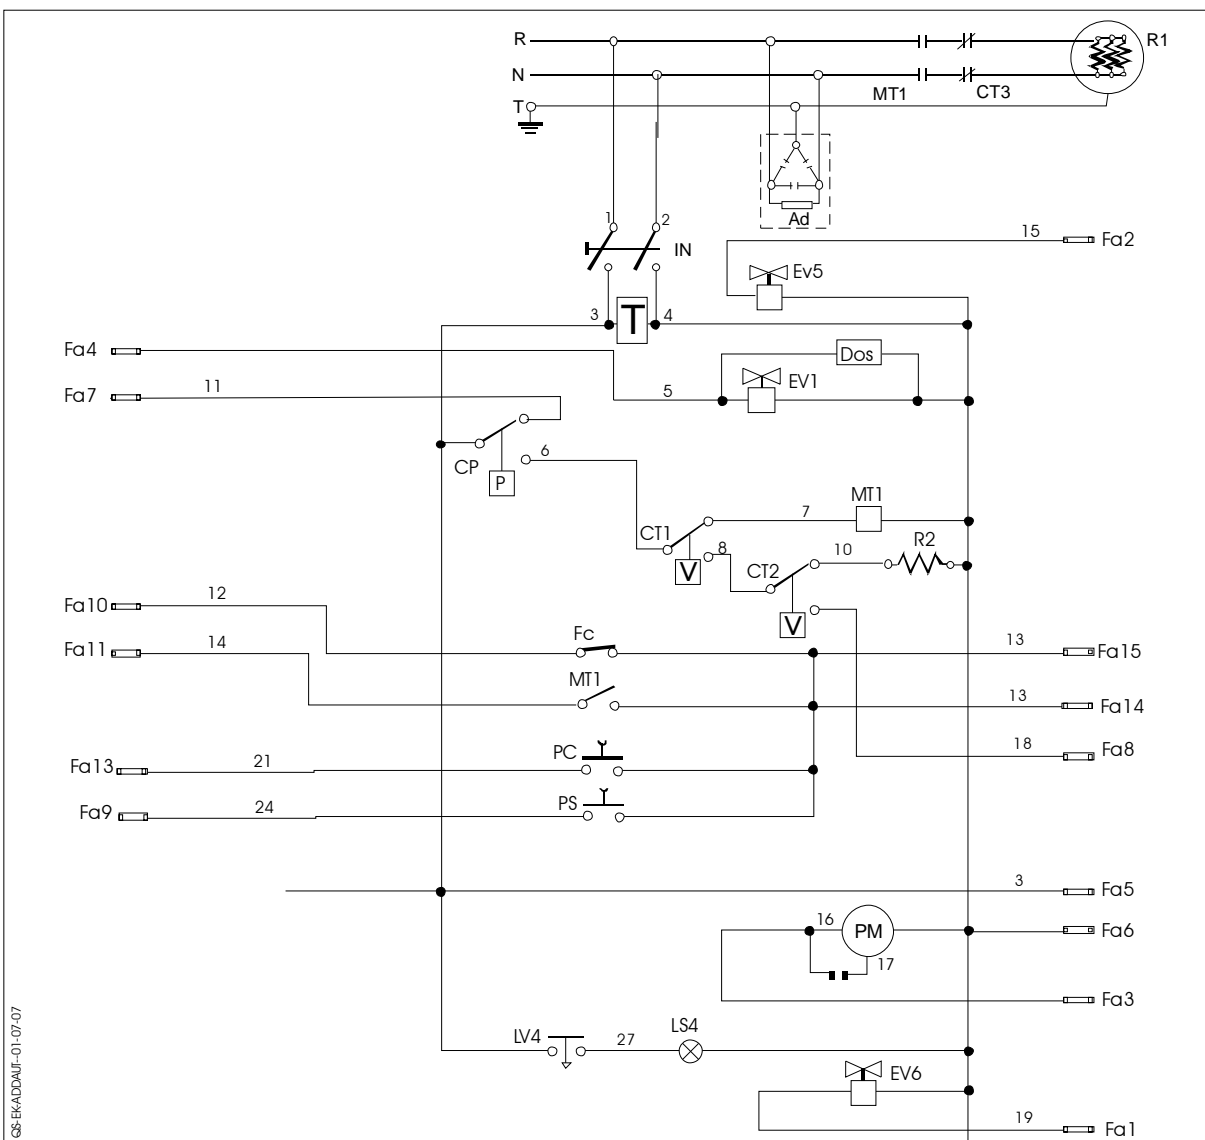 R
R1
N
MT1
CT3
T
Ad
1
2
IN
15
Fa2
Ev5
3
T
4
Fa4
Dos
EV1
5
Fa7
11
CP
P
6
MT1
7
CT1
8
V
CT2
10
R2
V
Fa10
12
Fa11
14
Fc
13
Fa15
MT1
13
Fa14
18
Fa8
PC
Fa13
21
PS
Fa9
24
3
Fa5
16
PM
17
Fa6
Fa3
LV4
27
LS4
EV6
19
Fa1
QS-EK-ADDAUT--01-07-07